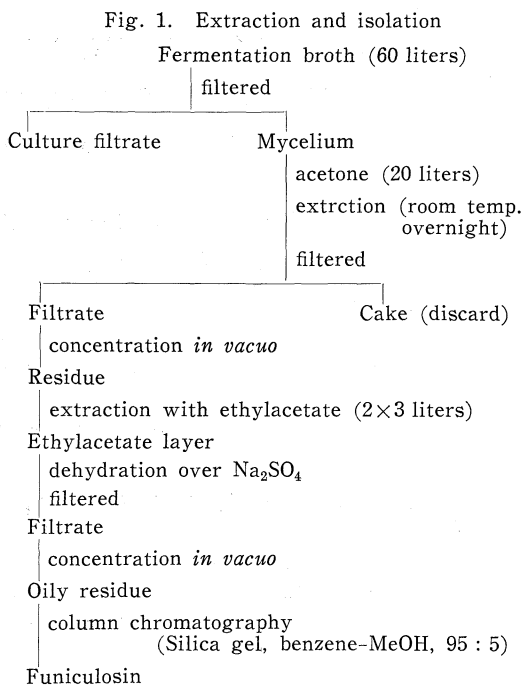 Fig. 1. Extraction and isolation
Fermentation broth (60 liters)
filtered
Culture filtrate Mycelium
acetone (20 liters)
extrction (room temp.
overnight)
filtered
Filtrate Cake (discard)
concentration in vacuo
Residue
extraction with ethylacetate (2×3 liters)
Ethylacetate layer
dehydration over Na₂SO₄
filtered
Filtrate
concentration in vacuo
Oily residue
column chromatography
(Silica gel, benzene-MeOH, 95 : 5)
Funiculosin